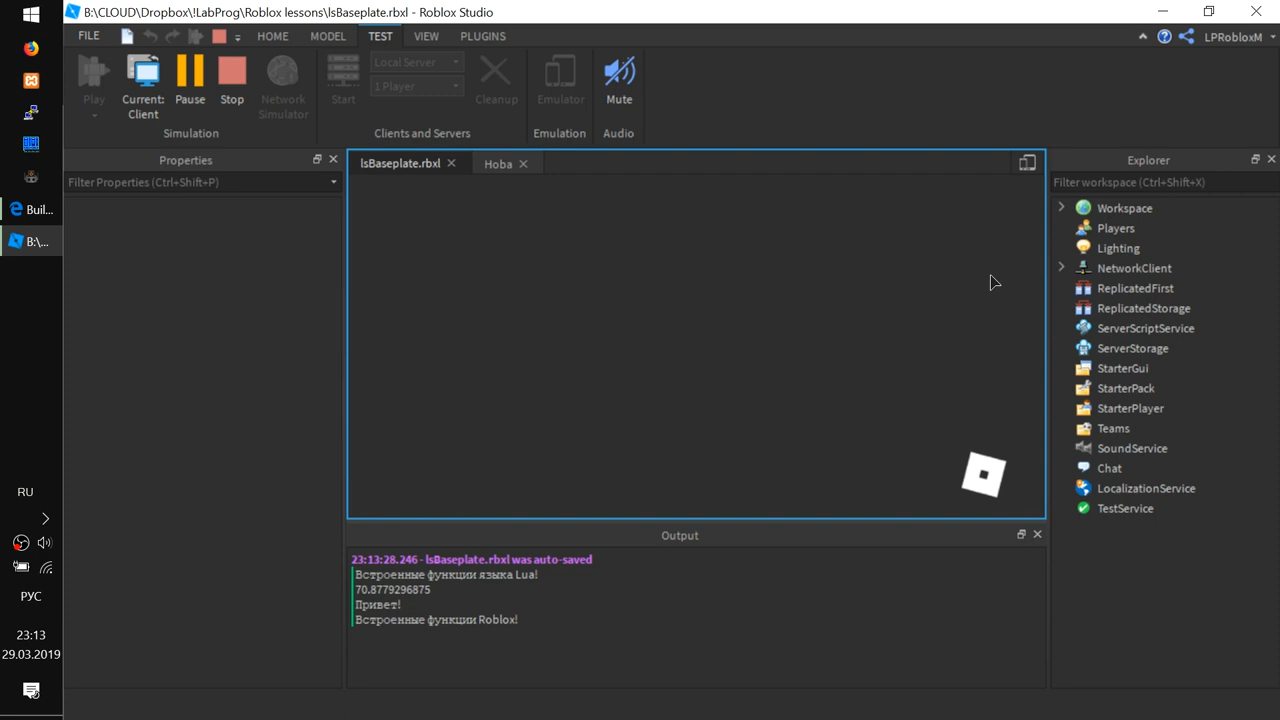 B:\CLOUD\Dropbox\!LabProg\Roblox lessons\lsBaseplate.rbxl - Roblox Studio
FILE HOME MODEL TEST VIEW PLUGINS LPRobloxM
Play
Current: Client
Pause
Stop
Network Simulator
Simulation
Start
Local Server
1 Player
Cleanup
Clients and Servers
Emulator
Emulation
Mute
Audio
Properties
Filter Properties (Ctrl+Shift+P)
lsBaseplate.rbxl
Hoba
Explorer
Filter workspace (Ctrl+Shift+X)
Workspace
Players
Lighting
NetworkClient
ReplicatedFirst
ReplicatedStorage
ServerScriptService
ServerStorage
StarterGui
StarterPack
StarterPlayer
Teams
SoundService
Chat
LocalizationService
TestService
Output
23:13:28.246 - lsBaseplate.rbxl was auto-saved
Встроенные функции языка Lua!
70.8779296875
Привет!
Встроенные функции Roblox!
Buil...
B:\...
RU
РУС
23:13
29.03.2019